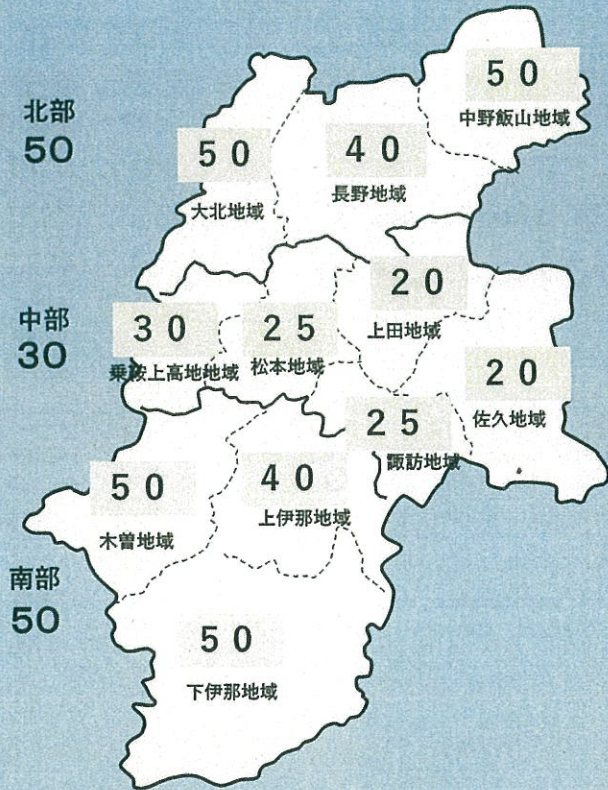 北部
50
50
中野飯山地域
50
大北地域
40
長野地域
中部
30
30
乗鞍上高地地域
25
松本地域
20
上田地域
20
佐久地域
25
諏訪地域
南部
50
50
木曽地域
40
上伊那地域
50
下伊那地域